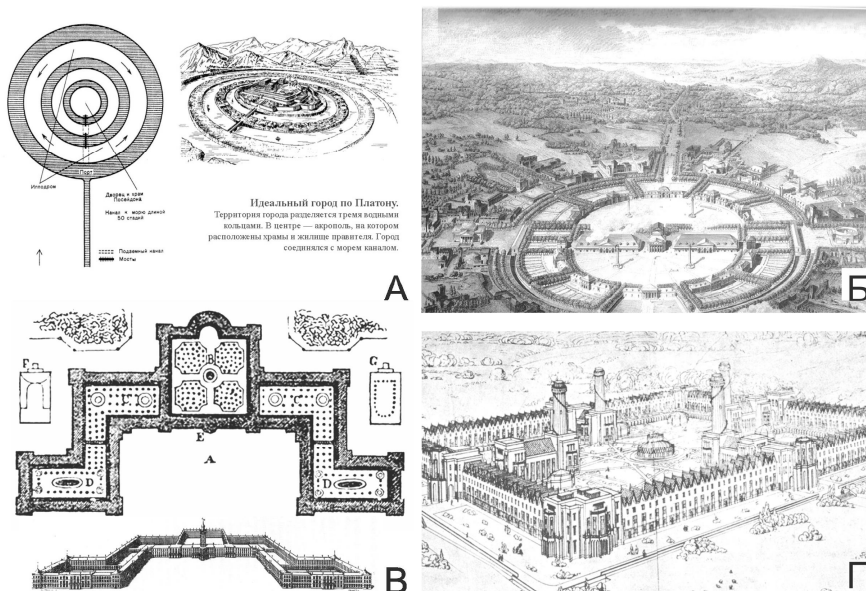 Ипподром
Порт
Дворец и храм
Посейдона
Канал к морю длиной
50 стадий
Подземный канал
Мосты
Идеальный город по Платону.
Территория города разделяется тремя водными
кольцами. В центре — акрополь, на котором
расположены храмы и жилище правителя. Город
соединялся с морем каналом.
А
Б
F
G
B
C
C
E
A
D
D
В
Г